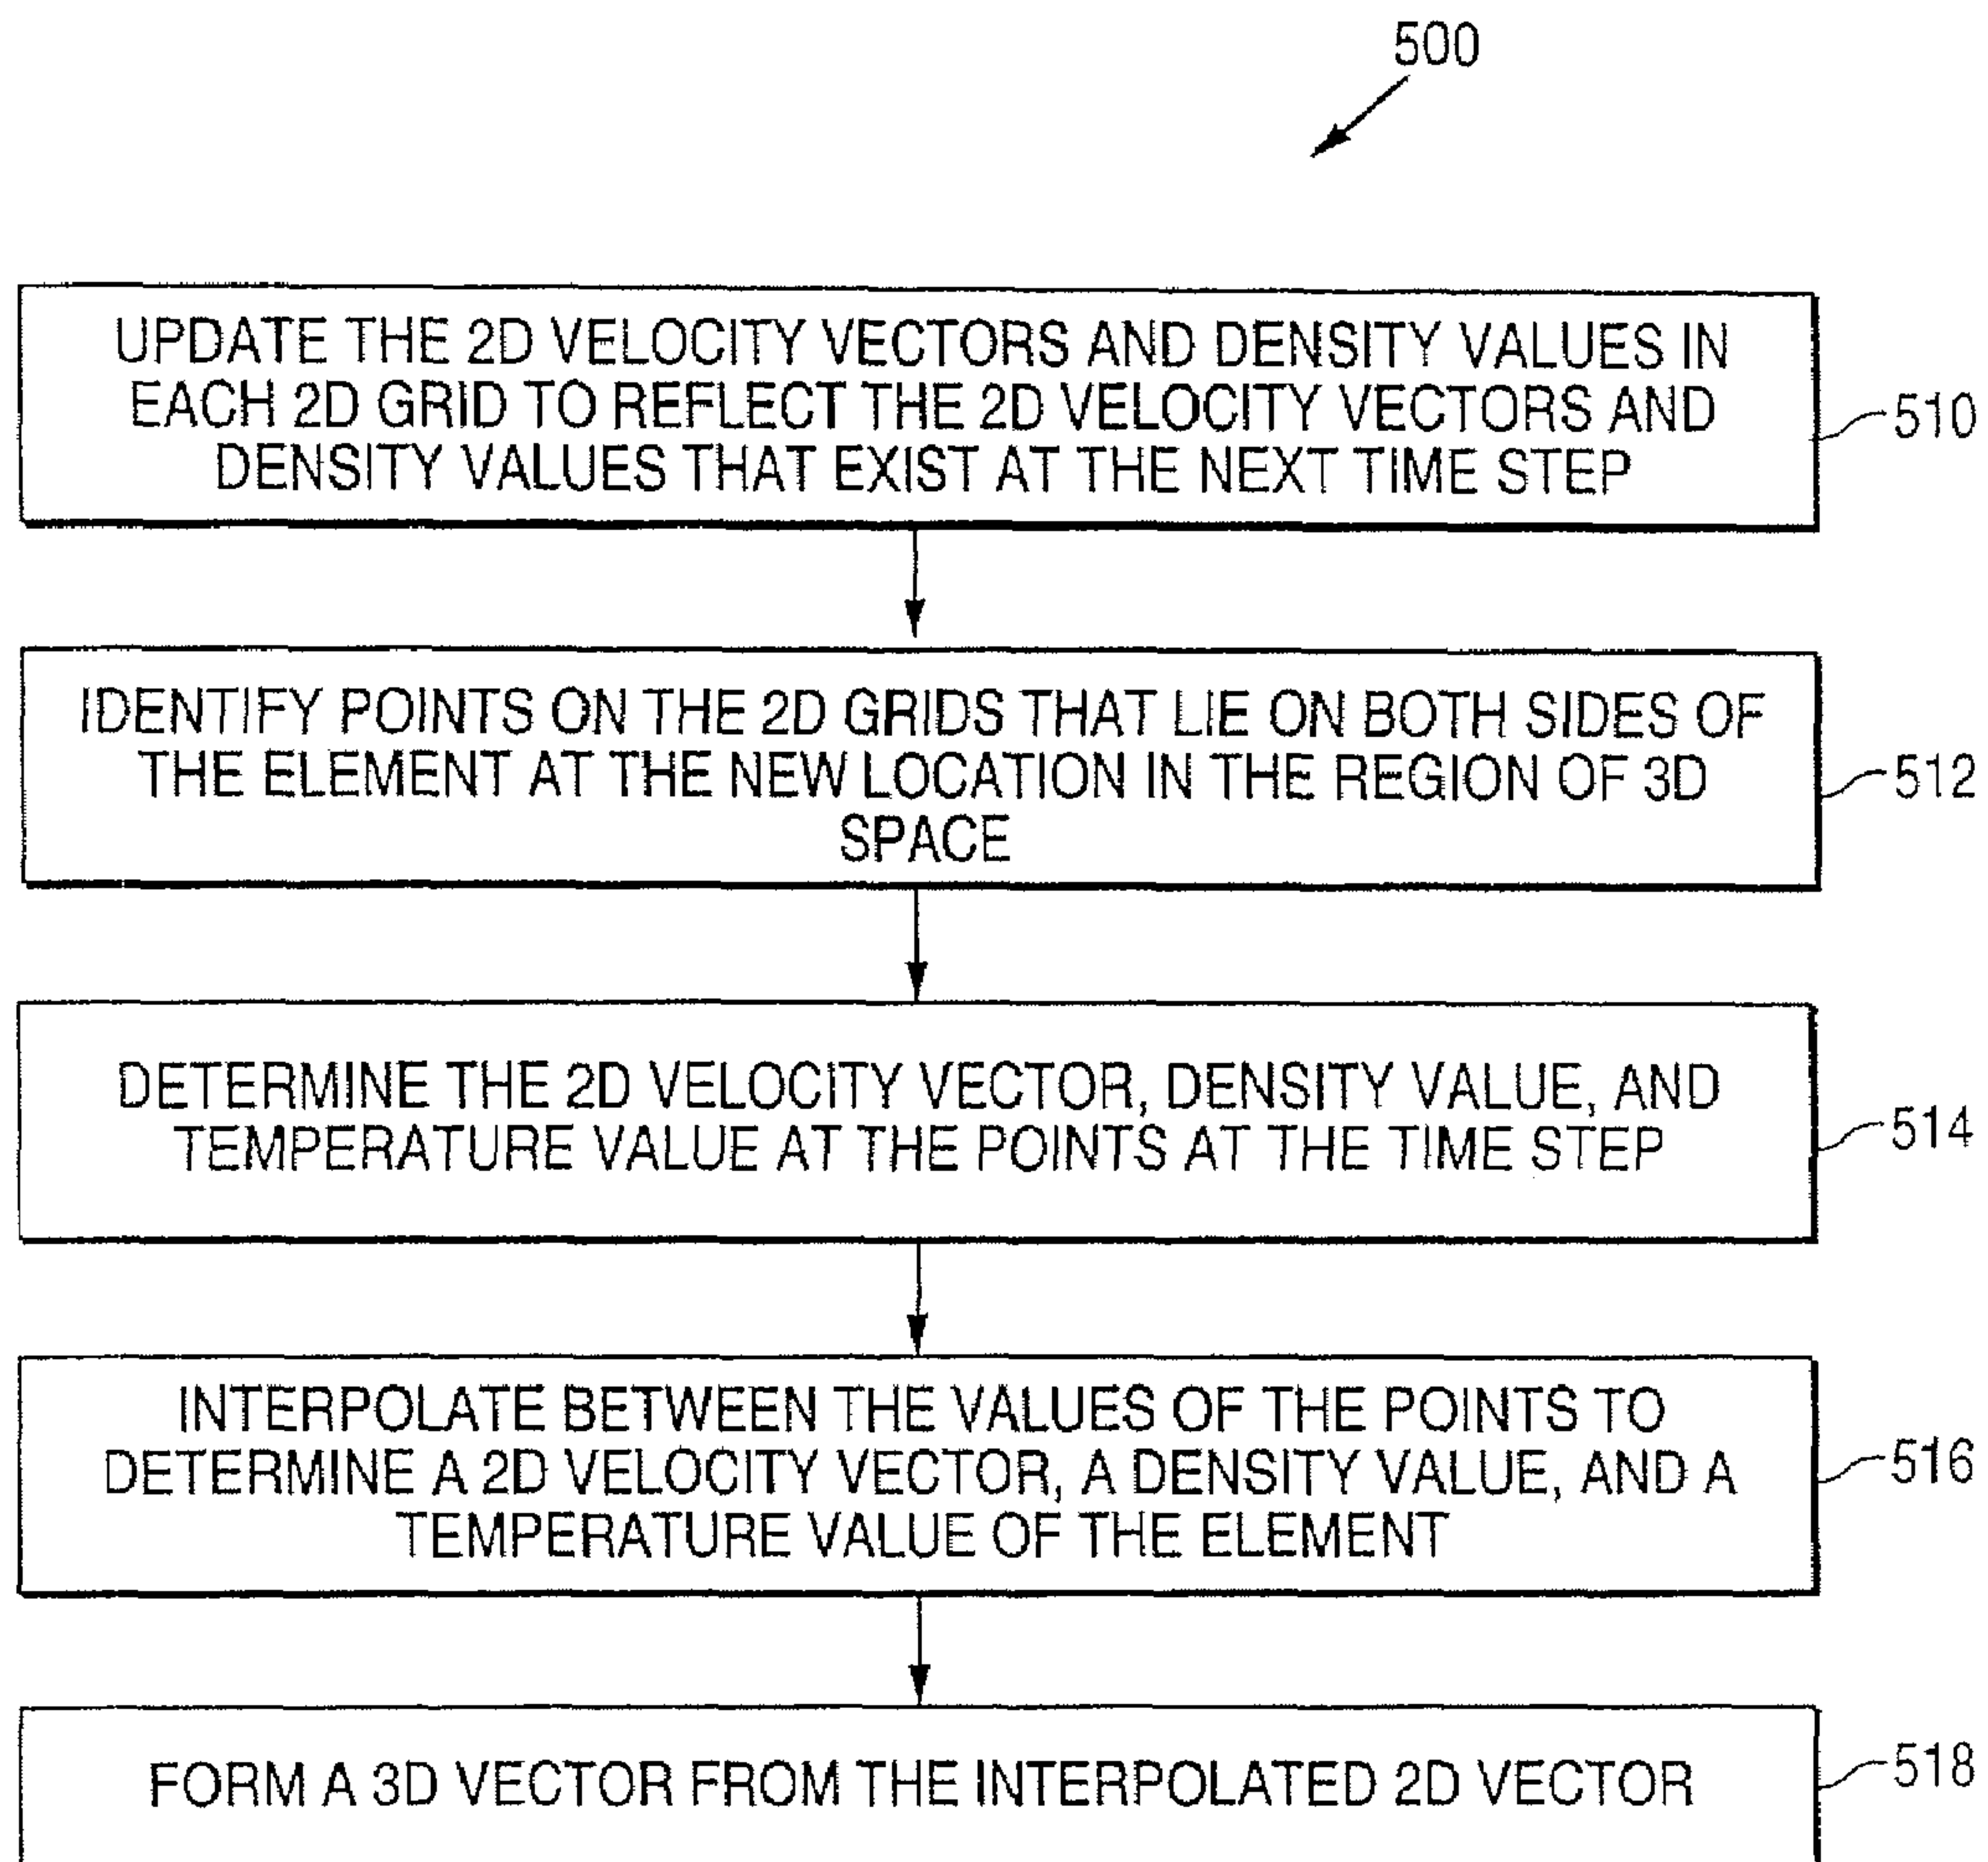 500
UPDATE THE 2D VELOCITY VECTORS AND DENSITY VALUES IN
EACH 2D GRID TO REFLECT THE 2D VELOCITY VECTORS AND
DENSITY VALUES THAT EXIST AT THE NEXT TIME STEP
510
IDENTIFY POINTS ON THE 2D GRIDS THAT LIE ON BOTH SIDES OF
THE ELEMENT AT THE NEW LOCATION IN THE REGION OF 3D
SPACE
512
DETERMINE THE 2D VELOCITY VECTOR, DENSITY VALUE, AND
TEMPERATURE VALUE AT THE POINTS AT THE TIME STEP
514
INTERPOLATE BETWEEN THE VALUES OF THE POINTS TO
DETERMINE A 2D VELOCITY VECTOR, A DENSITY VALUE, AND A
TEMPERATURE VALUE OF THE ELEMENT
516
FORM A 3D VECTOR FROM THE INTERPOLATED 2D VECTOR
518